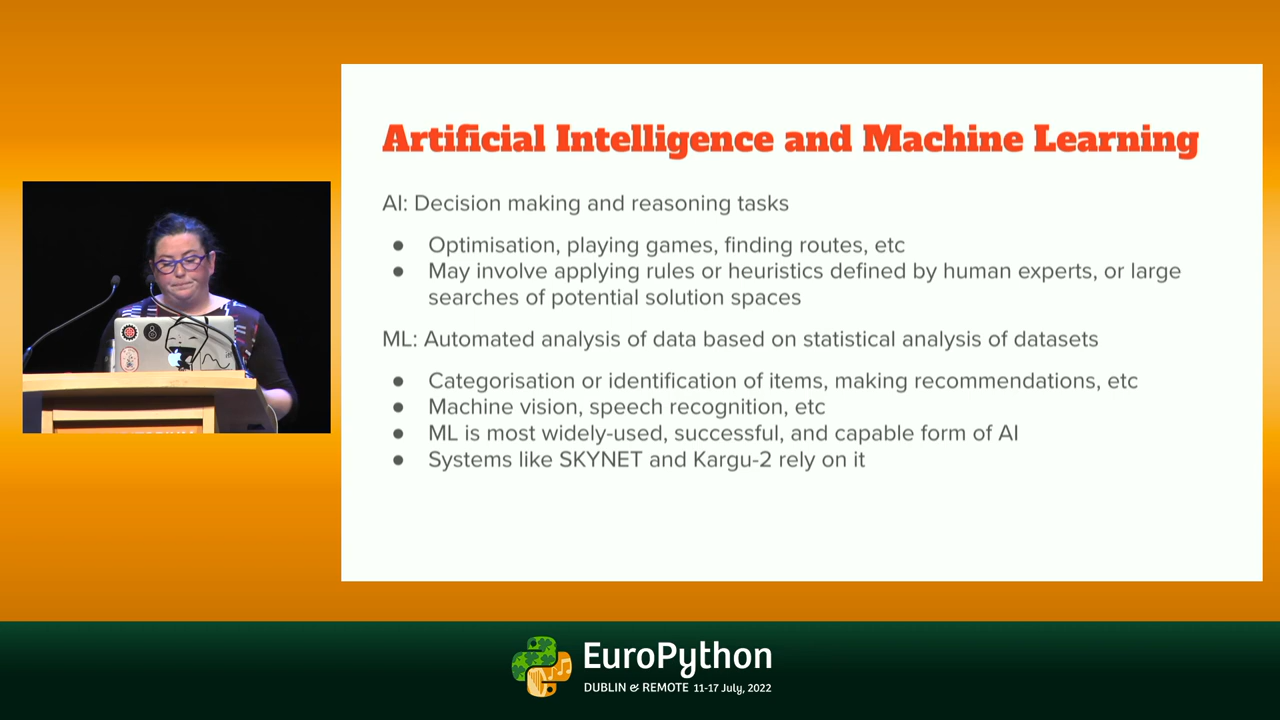 Artificial Intelligence and Machine Learning
AI: Decision making and reasoning tasks
● Optimisation, playing games, finding routes, etc
● May involve applying rules or heuristics defined by human experts, or large
searches of potential solution spaces
ML: Automated analysis of data based on statistical analysis of datasets
● Categorisation or identification of items, making recommendations, etc
● Machine vision, speech recognition, etc
● ML is most widely-used, successful, and capable form of AI
● Systems like SKYNET and Kargu-2 rely on it
EuroPython
DUBLIN & REMOTE 11-17 July, 2022